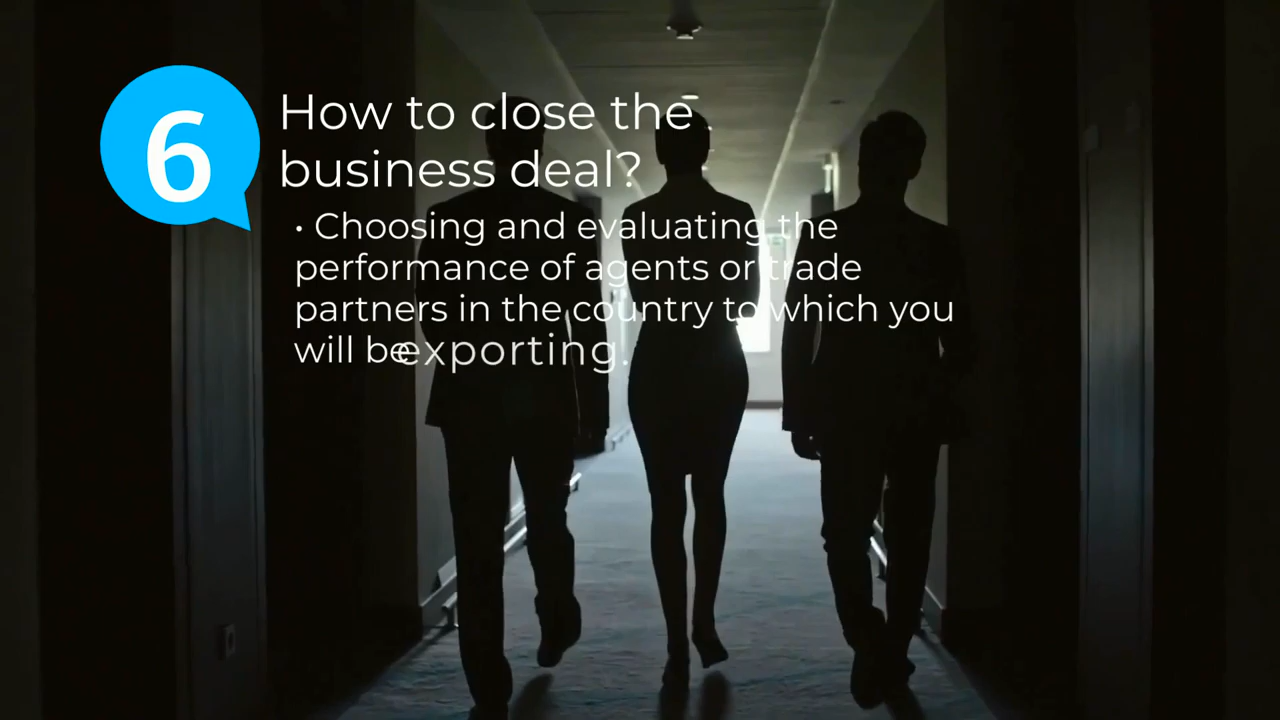 6
How to close the
business deal?
• Choosing and evaluating the
performance of agents or trade
partners in the country to which you
will be exporting.